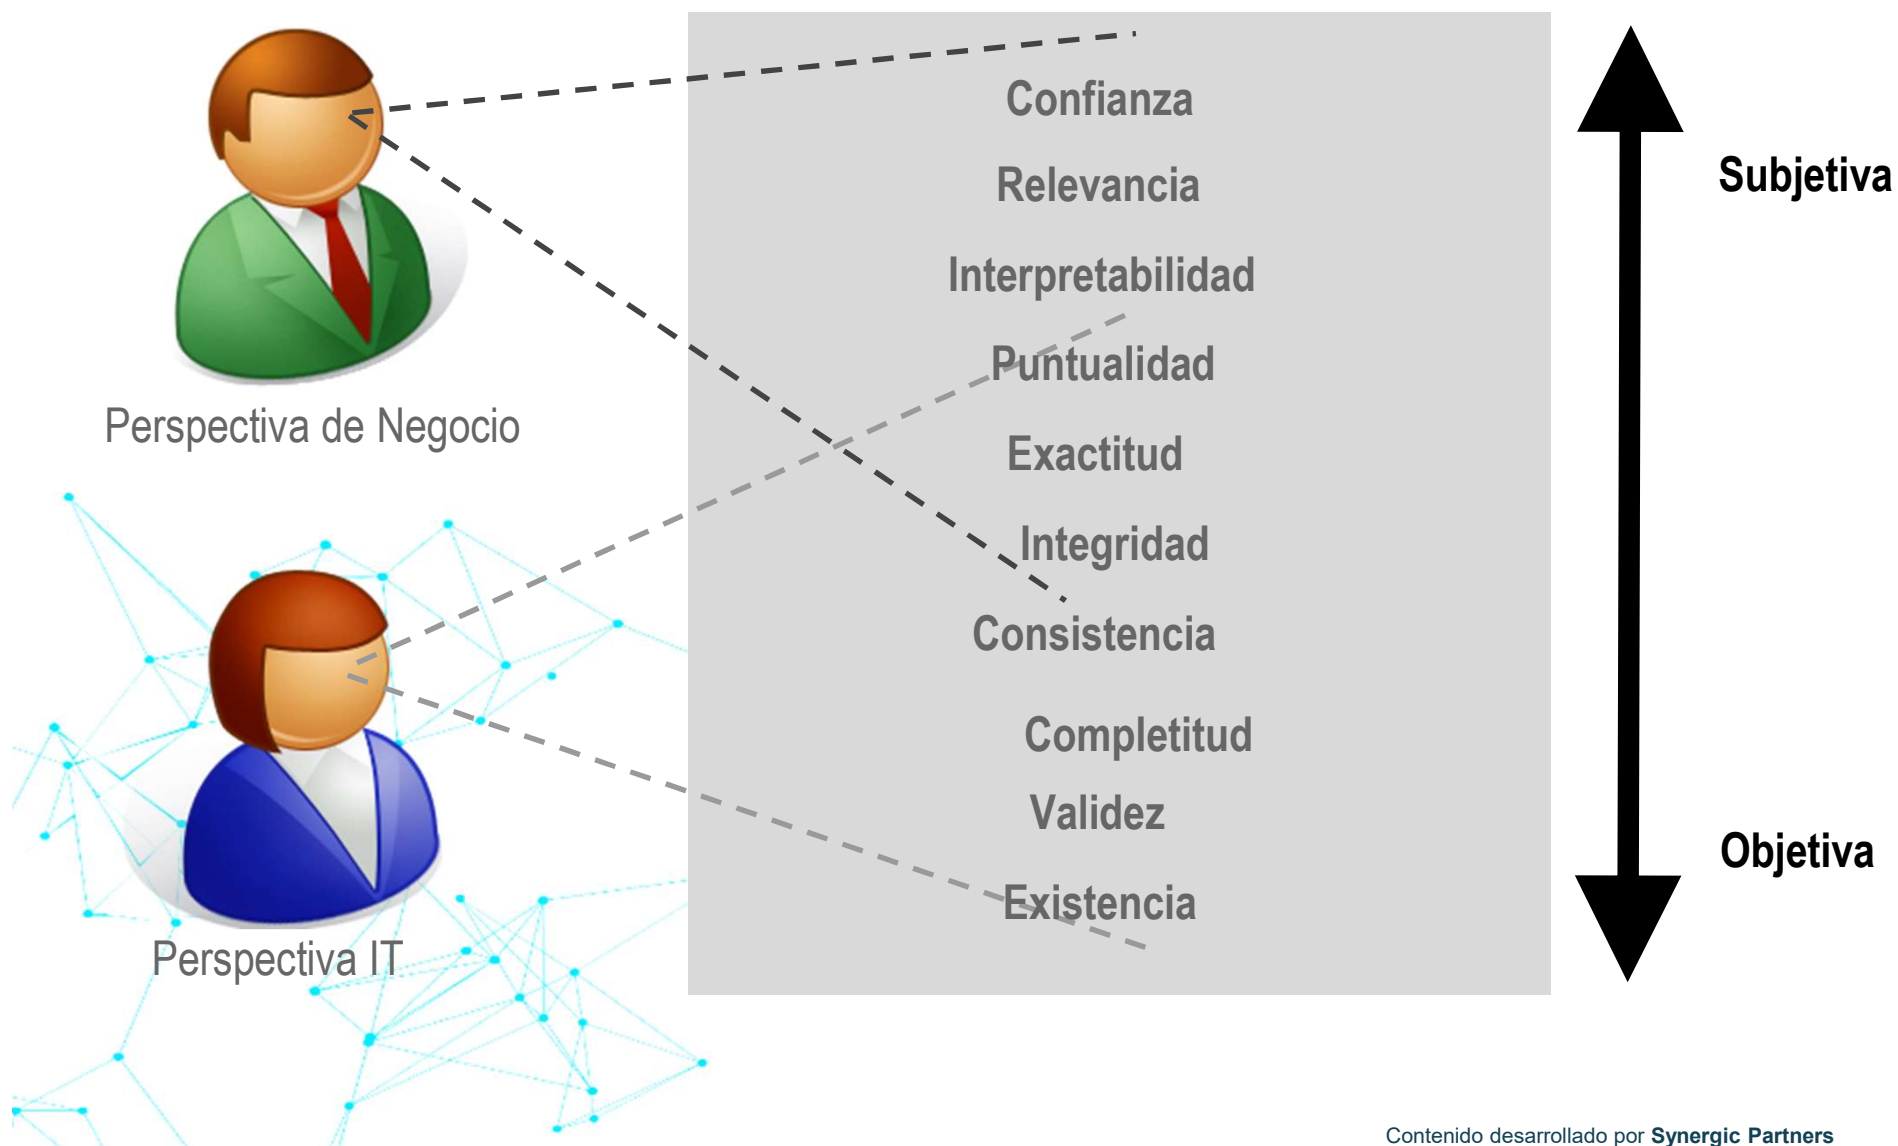 Confianza
Relevancia
Subjetiva
Interpretabilidad
Puntualidad
Perspectiva de Negocio
Exactitud
Integridad
Consistencia
Completitud
Validez
Objetiva
Existencia
Perspectiva IT
Contenido desarrollado por Synergic Partners